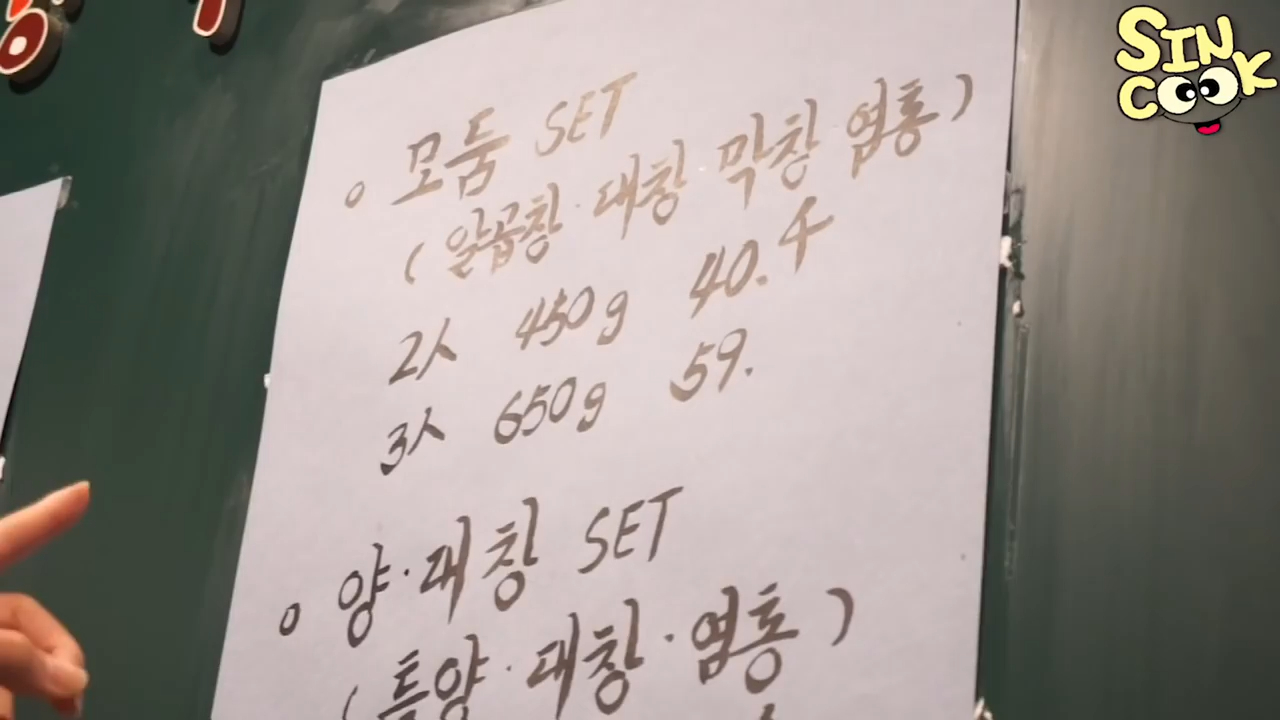 SIN
COOK
○ 모둠 SET
( 알곱창 · 대창 · 막창 염통 )
2人 450g 40.千
3人 650g 59.
○ 양·대창 SET
( 특양 · 대창 · 염통 )